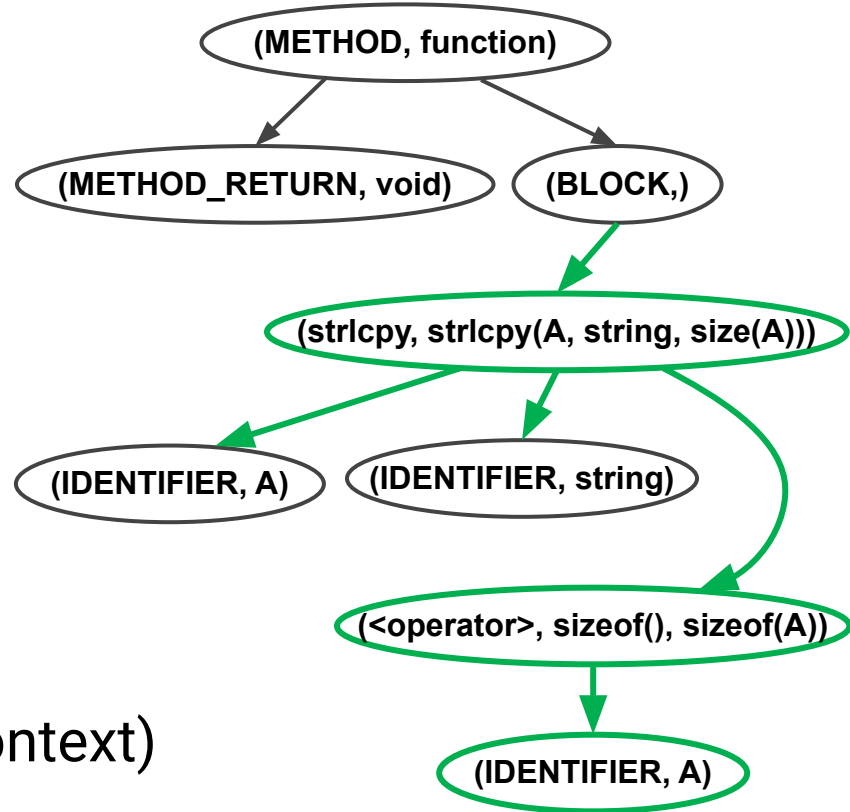 (METHOD, function)
(METHOD_RETURN, void)
(BLOCK,)
(strlcpy, strlcpy(A, string, size(A)))
(IDENTIFIER, A)
(IDENTIFIER, string)
(<operator>, sizeof(), sizeof(A))
ontext)
(IDENTIFIER, A)